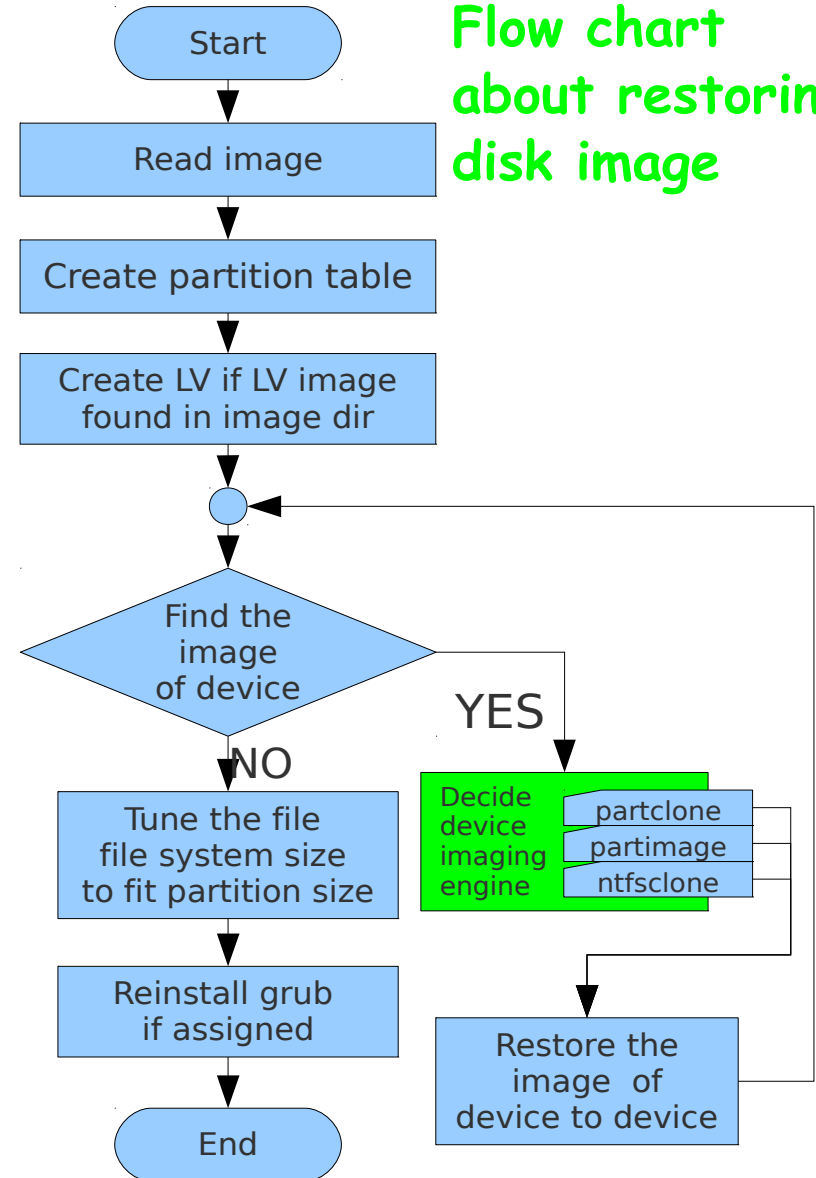 Flow chart
about restorin
disk image
Start
Read image
Create partition table
Create LV if LV image
found in image dir
Find the
image
of device
YES
NO
Decide
device
imaging
engine
partclone
partimage
ntfsclone
Tune the file
file system size
to fit partition size
Reinstall grub
if assigned
Restore the
image  of
device to device
End